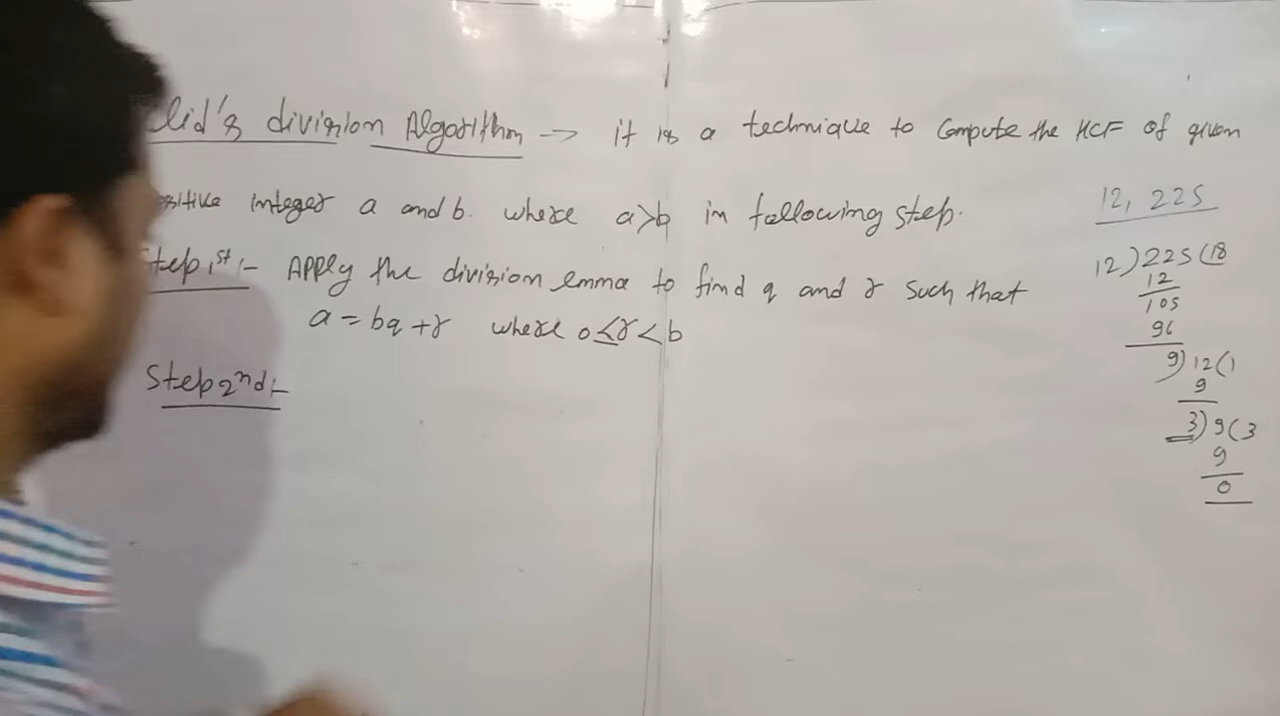 lid's division Algorithm → it is a technique to Compute the HCF of given
sitive integer a and b. where a>b in following step.
12, 225
Step 1st :- Apply the division emma to find q and r such that
a = bq + r where 0 ≤ r < b
Step 2nd :-
12)225(18
12
105
96
9)12(1
9
3)9(3
9
0